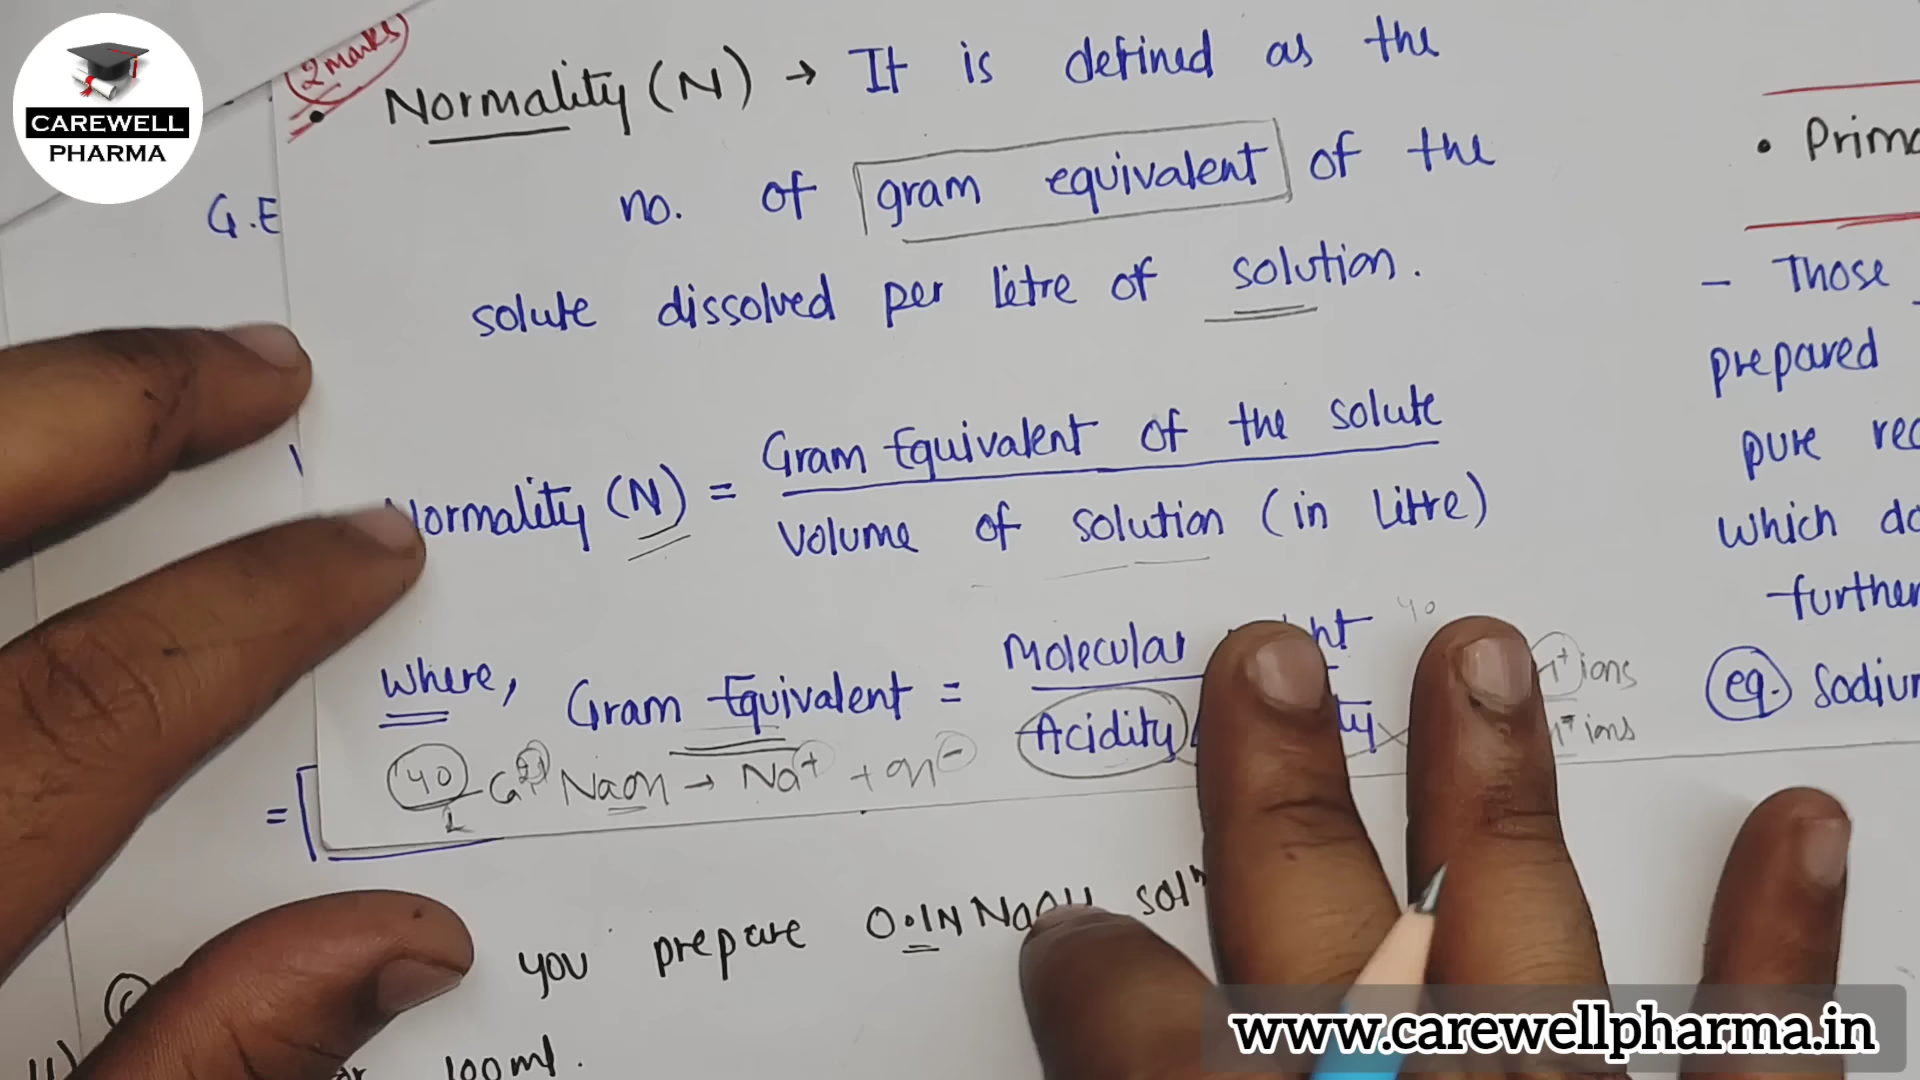 CAREWELL
PHARMA
2 marks
Normality (N) → It is defined as the
no. of gram equivalent of the
solute dissolved per litre of solution.
G.E
Normality (N) = Gram Equivalent of the solute
Volume of solution (in litre)
Where, Gram Equivalent = Molecular
Acidity
40
+ions
ions
40 Ca2+ NaOH → Na+ + OH-
=
you prepare 0.1N NaOH solⁿ
100ml.
• Prim
- Those
prepared
pure
which
further
eg. Sodium
www.carewellpharma.in